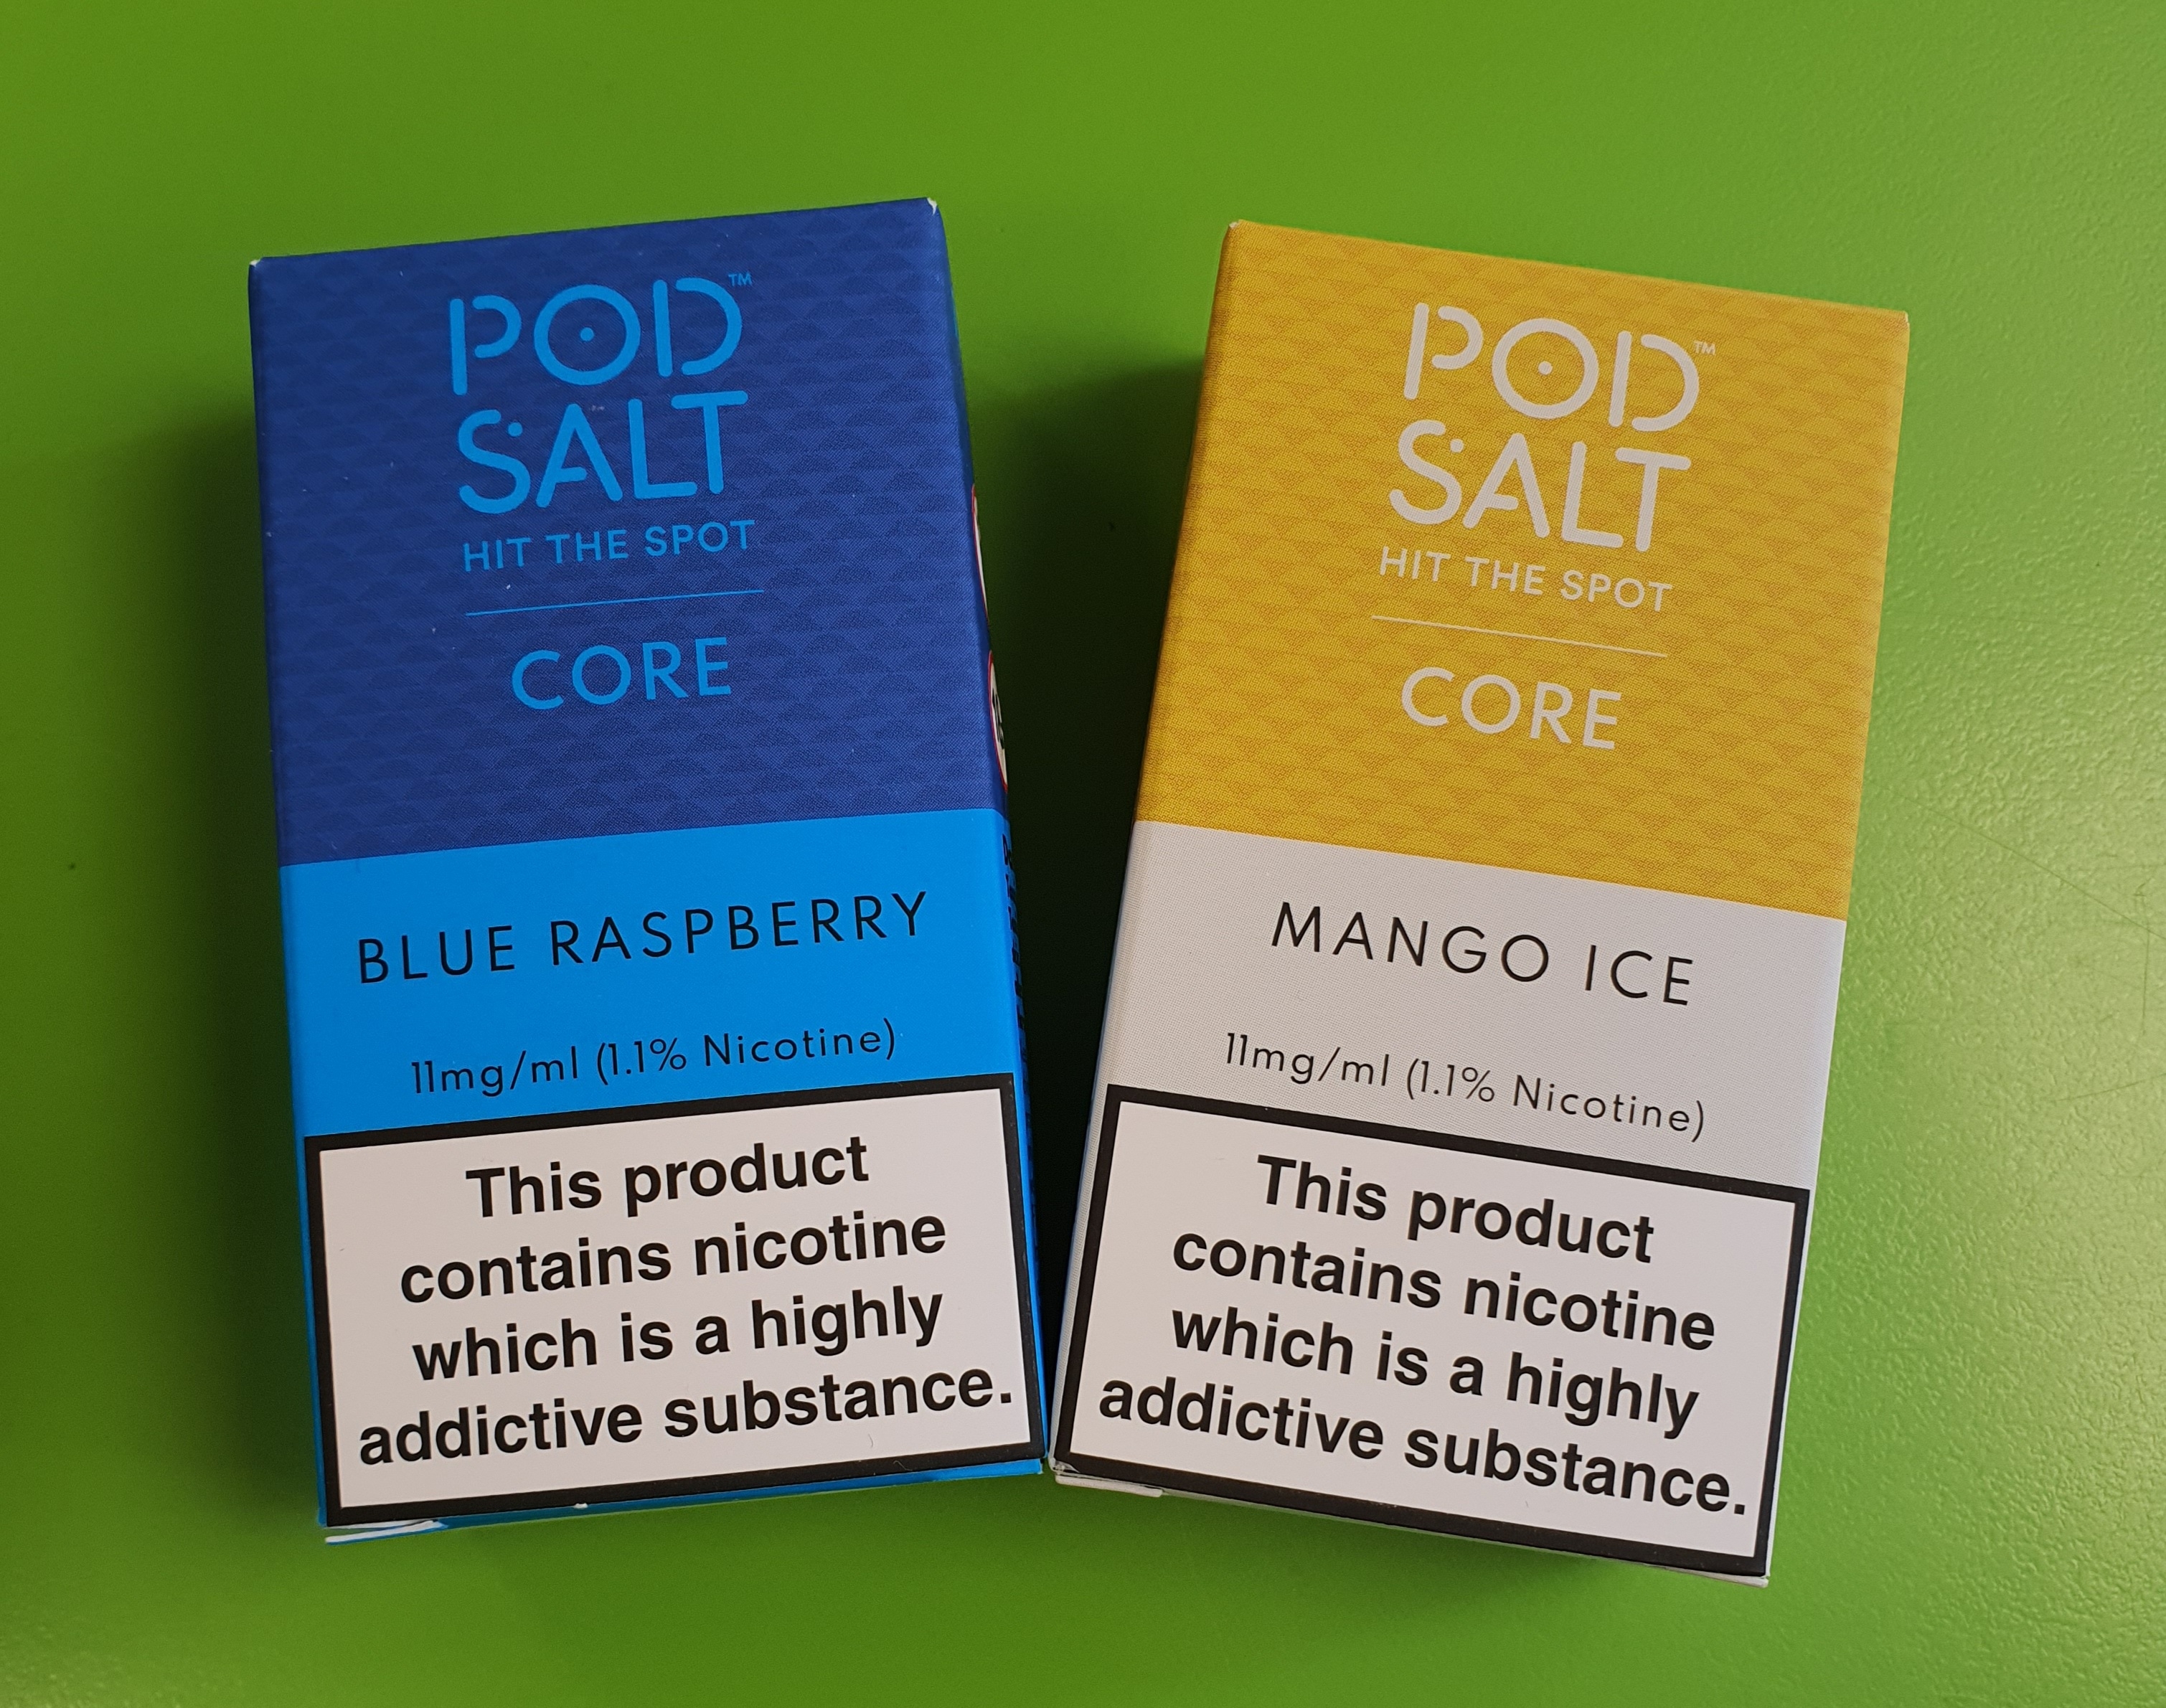 POD™
SALT
HIT THE SPOT
CORE
BLUE RASPBERRY
11mg/ml (1.1% Nicotine)
This product
contains nicotine
which is a highly
addictive substance.
POD™
SALT
HIT THE SPOT
CORE
MANGO ICE
11mg/ml (1.1% Nicotine)
This product
contains nicotine
which is a highly
addictive substance.